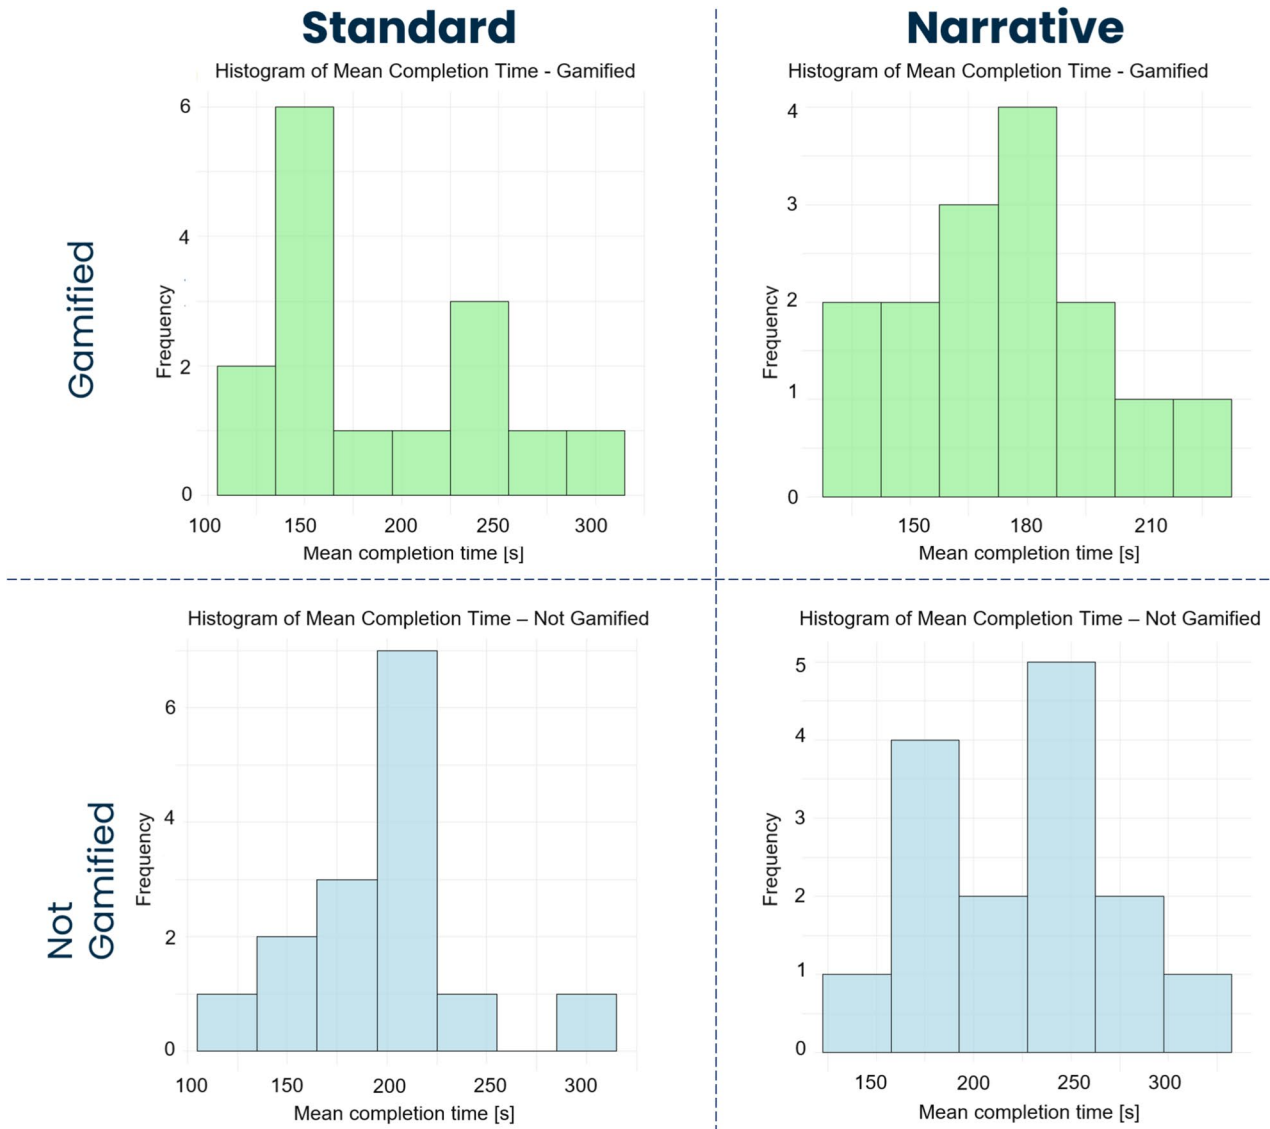 Standard
Narrative
Histogram of Mean Completion Time - Gamified
6
4
2
0
Frequency
100 150 200 250 300
Mean completion time [s]
Histogram of Mean Completion Time - Gamified
4
3
2
1
0
Frequency
150 180 210
Mean completion time [s]
Gamified
Histogram of Mean Completion Time – Not Gamified
6
4
2
0
Frequency
100 150 200 250 300
Mean completion time [s]
Histogram of Mean Completion Time – Not Gamified
5
4
3
2
1
0
Frequency
150 200 250 300
Mean completion time [s]
Not
Gamified